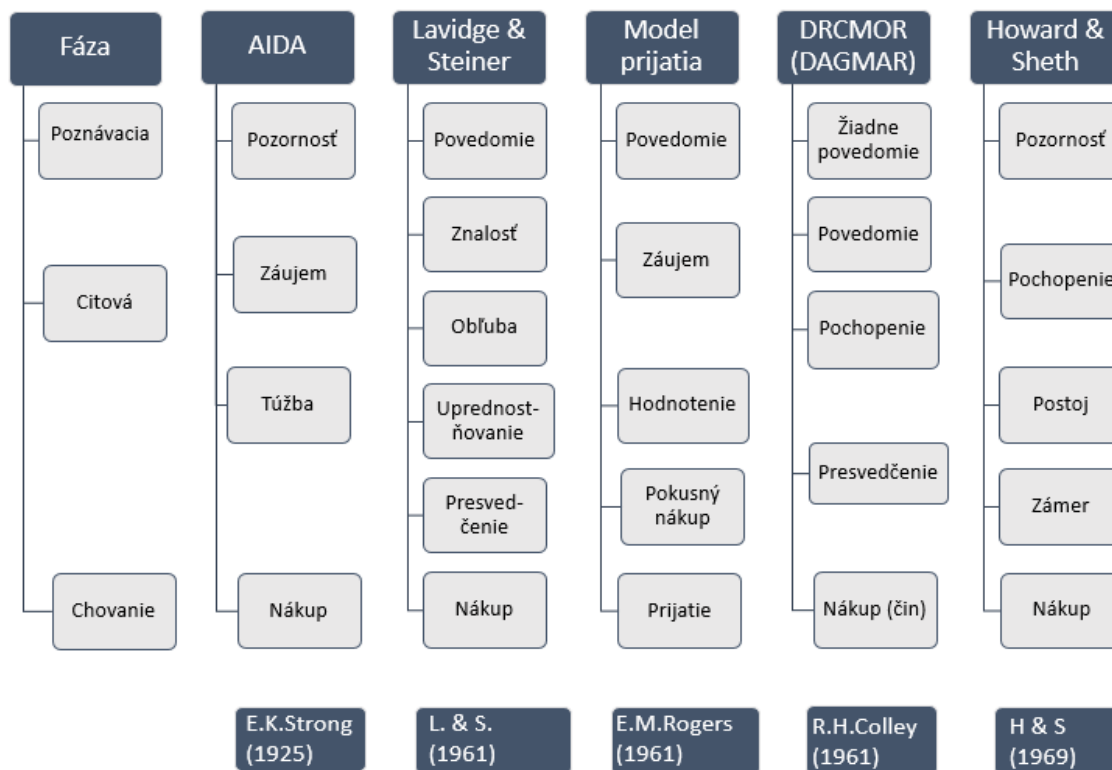 Fáza
Poznávacia
Citová
Chovanie
AIDA
Pozornosť
Záujem
Túžba
Nákup
E.K.Strong
(1925)
Lavidge &
Steiner
Povedomie
Znalosť
Obľuba
Uprednost-
ňovanie
Presved-
čenie
Nákup
L. & S.
(1961)
Model
prijatia
Povedomie
Záujem
Hodnotenie
Pokusný
nákup
Prijatie
E.M.Rogers
(1961)
DRCMOR
(DAGMAR)
Žiadne
povedomie
Povedomie
Pochopenie
Presvedčenie
Nákup (čin)
R.H.Colley
(1961)
Howard &
Sheth
Pozornosť
Pochopenie
Postoj
Zámer
Nákup
H & S
(1969)